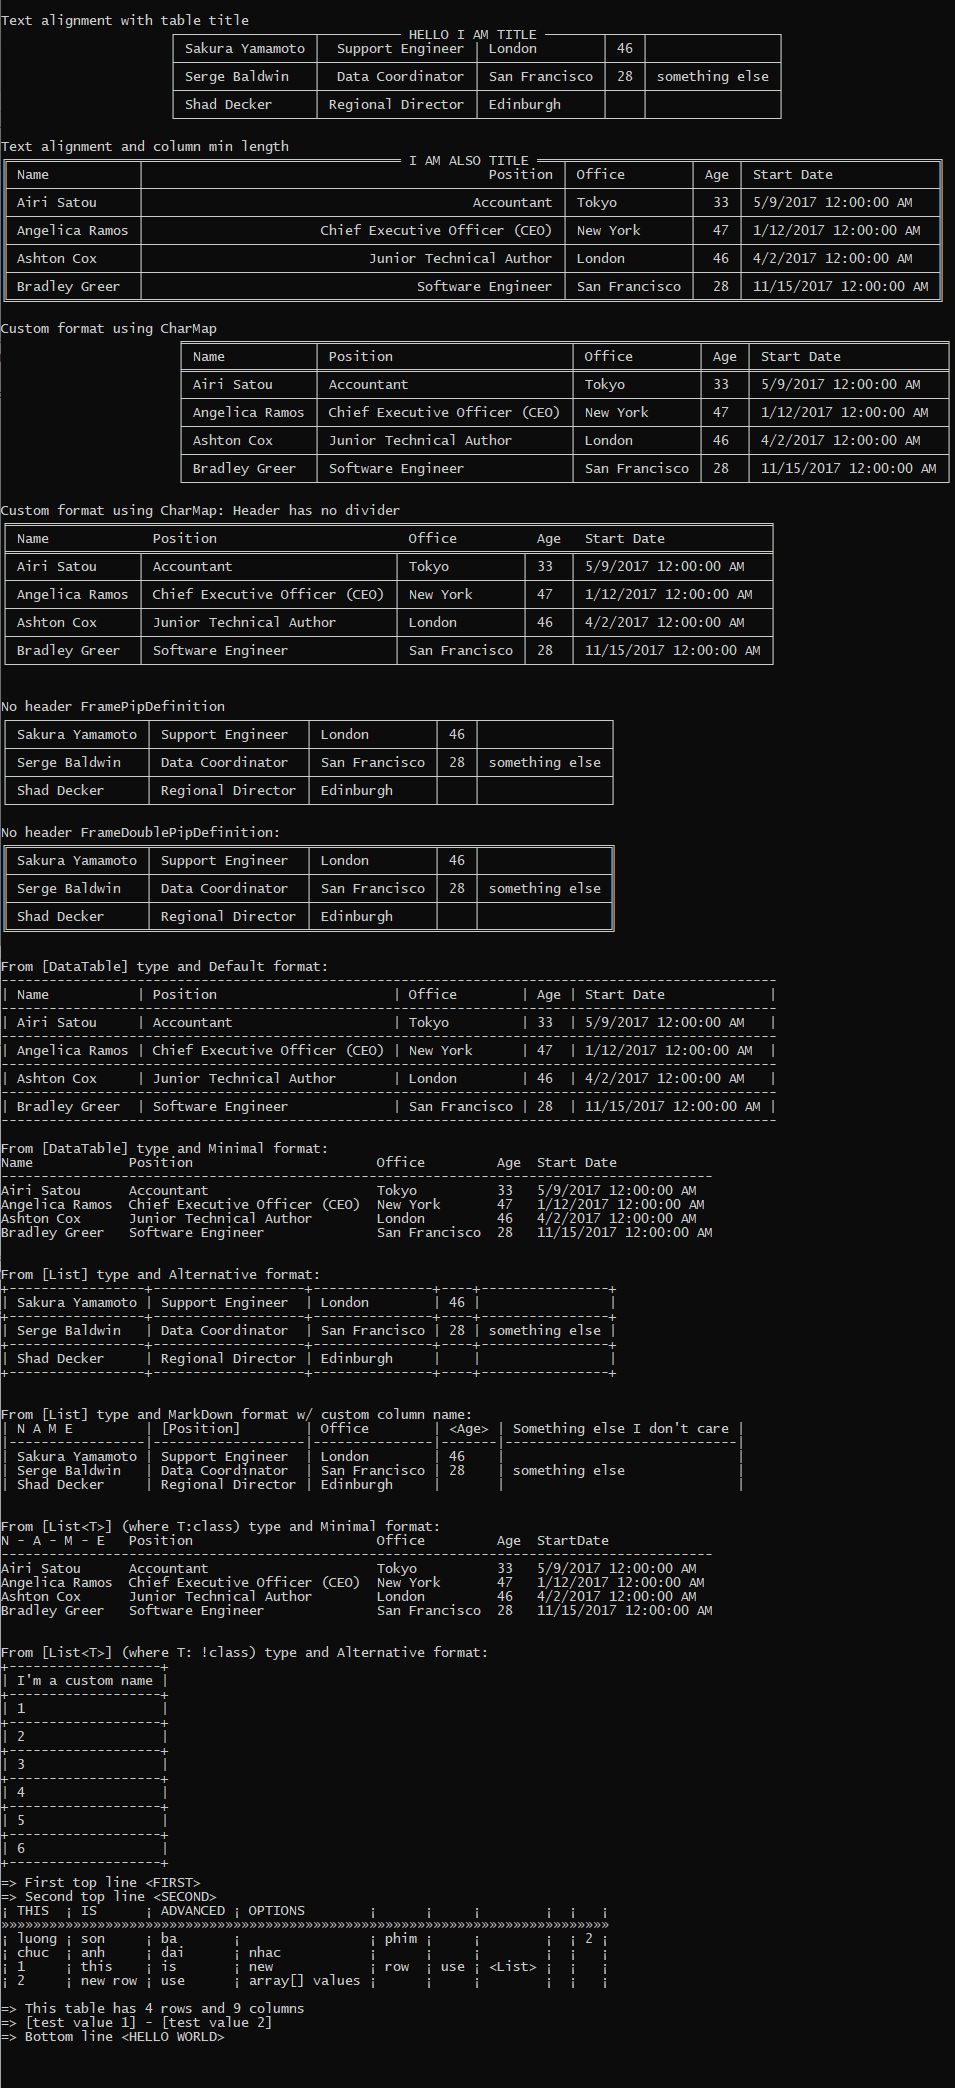 Text alignment with table title
HELLO I AM TITLE
Sakura Yamamoto | Support Engineer | London | 46 |
Serge Baldwin | Data Coordinator | San Francisco | 28 | something else
Shad Decker | Regional Director | Edinburgh | |
Text alignment and column min length
I AM ALSO TITLE
Name | Position | Office | Age | Start Date
Airi Satou | Accountant | Tokyo | 33 | 5/9/2017 12:00:00 AM
Angelica Ramos | Chief Executive Officer (CEO) | New York | 47 | 1/12/2017 12:00:00 AM
Ashton Cox | Junior Technical Author | London | 46 | 4/2/2017 12:00:00 AM
Bradley Greer | Software Engineer | San Francisco | 28 | 11/15/2017 12:00:00 AM
Custom format using CharMap
Name | Position | Office | Age | Start Date
Airi Satou | Accountant | Tokyo | 33 | 5/9/2017 12:00:00 AM
Angelica Ramos | Chief Executive Officer (CEO) | New York | 47 | 1/12/2017 12:00:00 AM
Ashton Cox | Junior Technical Author | London | 46 | 4/2/2017 12:00:00 AM
Bradley Greer | Software Engineer | San Francisco | 28 | 11/15/2017 12:00:00 AM
Custom format using CharMap: Header has no divider
Name Position Office Age Start Date
Airi Satou | Accountant | Tokyo | 33 | 5/9/2017 12:00:00 AM
Angelica Ramos | Chief Executive Officer (CEO) | New York | 47 | 1/12/2017 12:00:00 AM
Ashton Cox | Junior Technical Author | London | 46 | 4/2/2017 12:00:00 AM
Bradley Greer | Software Engineer | San Francisco | 28 | 11/15/2017 12:00:00 AM
No header FramePipDefinition
Sakura Yamamoto | Support Engineer | London | 46 |
Serge Baldwin | Data Coordinator | San Francisco | 28 | something else
Shad Decker | Regional Director | Edinburgh | |
No header FrameDoublePipDefinition:
Sakura Yamamoto | Support Engineer | London | 46 |
Serge Baldwin | Data Coordinator | San Francisco | 28 | something else
Shad Decker | Regional Director | Edinburgh | |
From [DataTable] type and Default format:
| Name | Position | Office | Age | Start Date |
| Airi Satou | Accountant | Tokyo | 33 | 5/9/2017 12:00:00 AM |
| Angelica Ramos | Chief Executive Officer (CEO) | New York | 47 | 1/12/2017 12:00:00 AM |
| Ashton Cox | Junior Technical Author | London | 46 | 4/2/2017 12:00:00 AM |
| Bradley Greer | Software Engineer | San Francisco | 28 | 11/15/2017 12:00:00 AM |
From [DataTable] type and Minimal format:
Name Position Office Age Start Date
Airi Satou Accountant Tokyo 33 5/9/2017 12:00:00 AM
Angelica Ramos Chief Executive Officer (CEO) New York 47 1/12/2017 12:00:00 AM
Ashton Cox Junior Technical Author London 46 4/2/2017 12:00:00 AM
Bradley Greer Software Engineer San Francisco 28 11/15/2017 12:00:00 AM
From [List] type and Alternative format:
| Sakura Yamamoto | Support Engineer | London | 46 | |
| Serge Baldwin | Data Coordinator | San Francisco | 28 | something else |
| Shad Decker | Regional Director | Edinburgh | | |
From [List] type and MarkDown format w/ custom column name:
| N A M E | [Position] | Office | <Age> | Something else I don't care |
| Sakura Yamamoto | Support Engineer | London | 46 | |
| Serge Baldwin | Data Coordinator | San Francisco | 28 | something else |
| Shad Decker | Regional Director | Edinburgh | | |
From [List<T>] (where T:class) type and Minimal format:
N - A - M - E Position Office Age StartDate
Airi Satou Accountant Tokyo 33 5/9/2017 12:00:00 AM
Angelica Ramos Chief Executive Officer (CEO) New York 47 1/12/2017 12:00:00 AM
Ashton Cox Junior Technical Author London 46 4/2/2017 12:00:00 AM
Bradley Greer Software Engineer San Francisco 28 11/15/2017 12:00:00 AM
From [List<T>] (where T: !class) type and Alternative format:
| I'm a custom name |
| 1 |
| 2 |
| 3 |
| 4 |
| 5 |
| 6 |
=> First top line <FIRST>
=> Second top line <SECOND>
¡ THIS ¡ IS ¡ ADVANCED ¡ OPTIONS ¡ ¡ ¡ ¡ ¡ ¡
»»»»»»»»»»»»»»»»»»»»»»»»»»»»»»»»»»»»»»»»»»»»»»»»»»»»»»»»»»»»»»»»»»»»»»»»»»»»
¡ luong ¡ son ¡ ba ¡ ¡ phim ¡ ¡ ¡ ¡ 2 ¡
¡ chuc ¡ anh ¡ dai ¡ nhac ¡ ¡ ¡ ¡ ¡ ¡
¡ 1 ¡ this ¡ is ¡ new ¡ row ¡ use ¡ <List> ¡ ¡ ¡
¡ 2 ¡ new row ¡ use ¡ array[] values ¡ ¡ ¡ ¡ ¡ ¡
=> This table has 4 rows and 9 columns
=> [test value 1] - [test value 2]
=> Bottom line <HELLO WORLD>